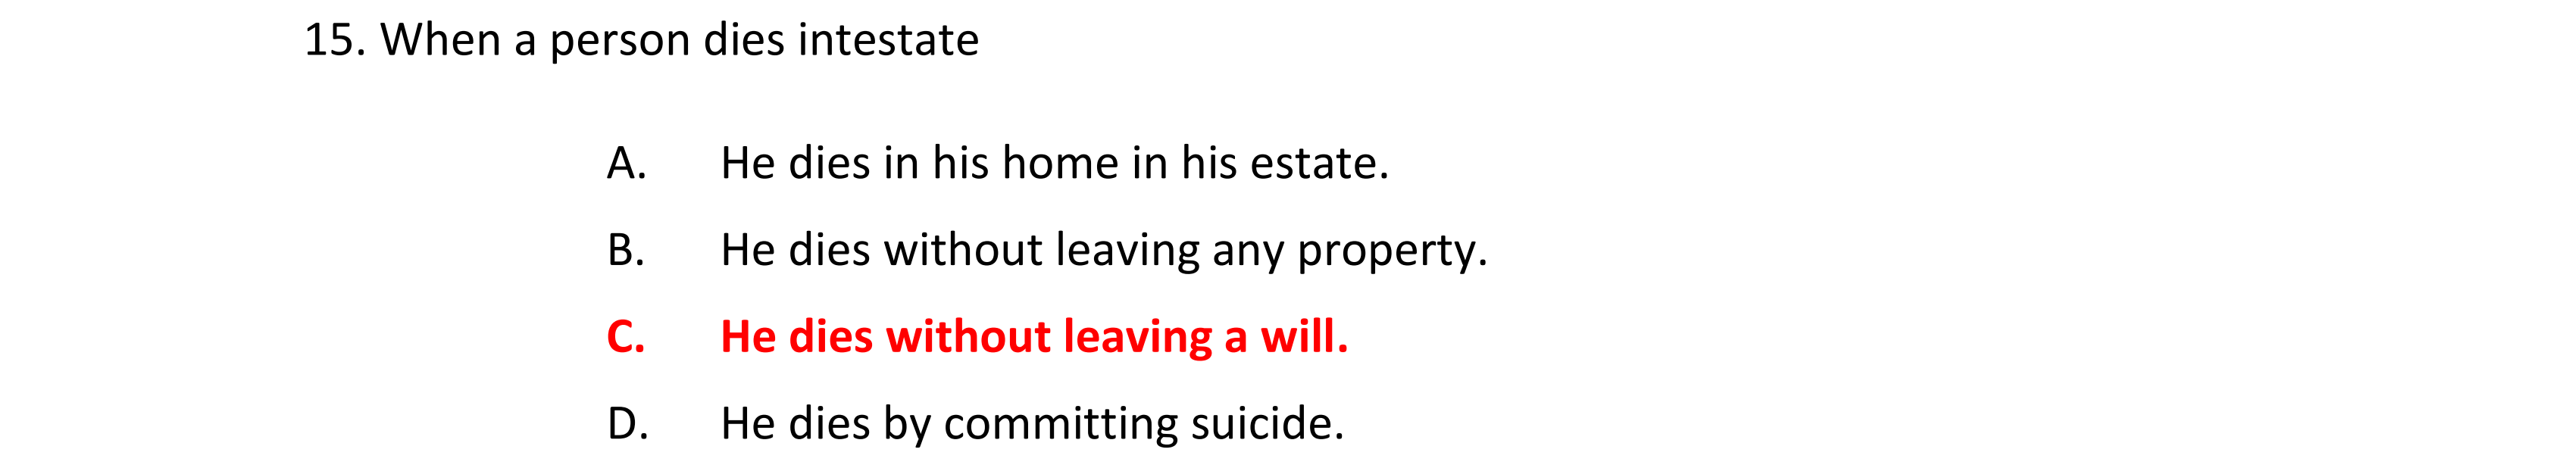 15. When a person dies intestate
A. He dies in his home in his estate.
B. He dies without leaving any property.
C. He dies without leaving a will.
D. He dies by committing suicide.